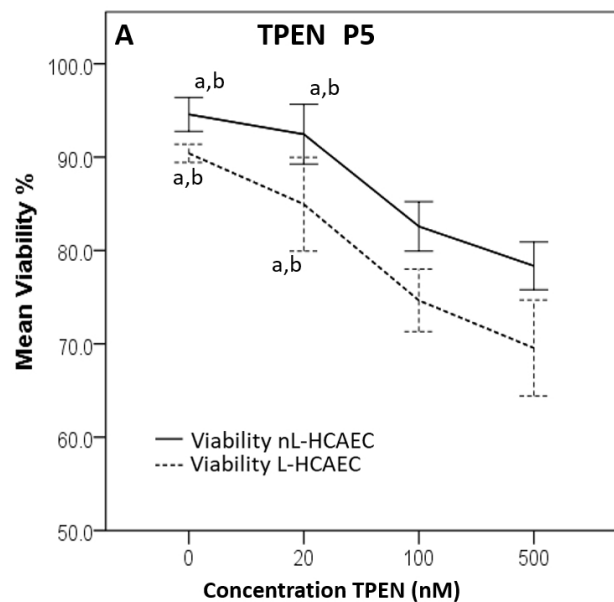 A TPEN P5
100.0
a,b a,b
90.0
a,b
80.0
a,b
70.0
60.0
50.0
Mean Viability %
Viability nL-HCAEC
Viability L-HCAEC
0 20 100 500
Concentration TPEN (nM)